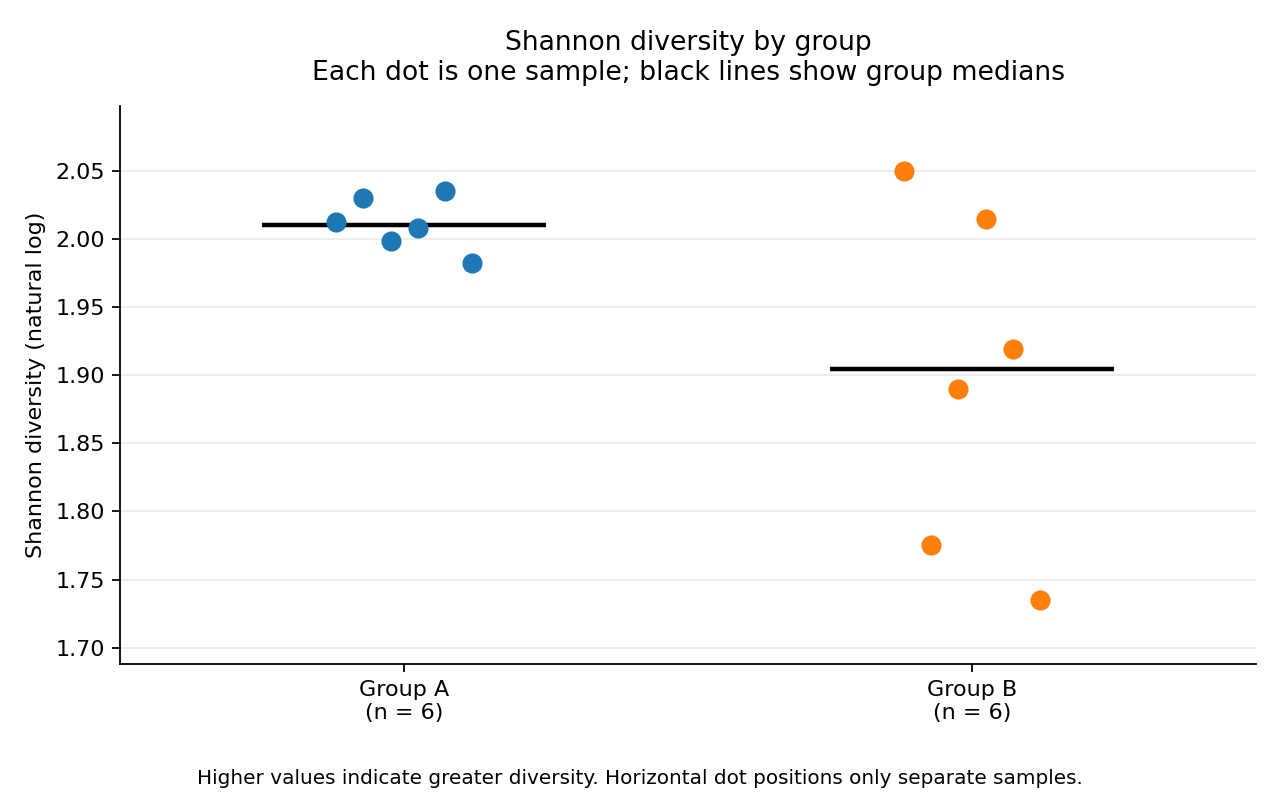 Shannon diversity by group
Each dot is one sample; black lines show group medians
Shannon diversity (natural log)
2.05
2.00
1.95
1.90
1.85
1.80
1.75
1.70
Group A
(n = 6)
Group B
(n = 6)
Higher values indicate greater diversity. Horizontal dot positions only separate samples.